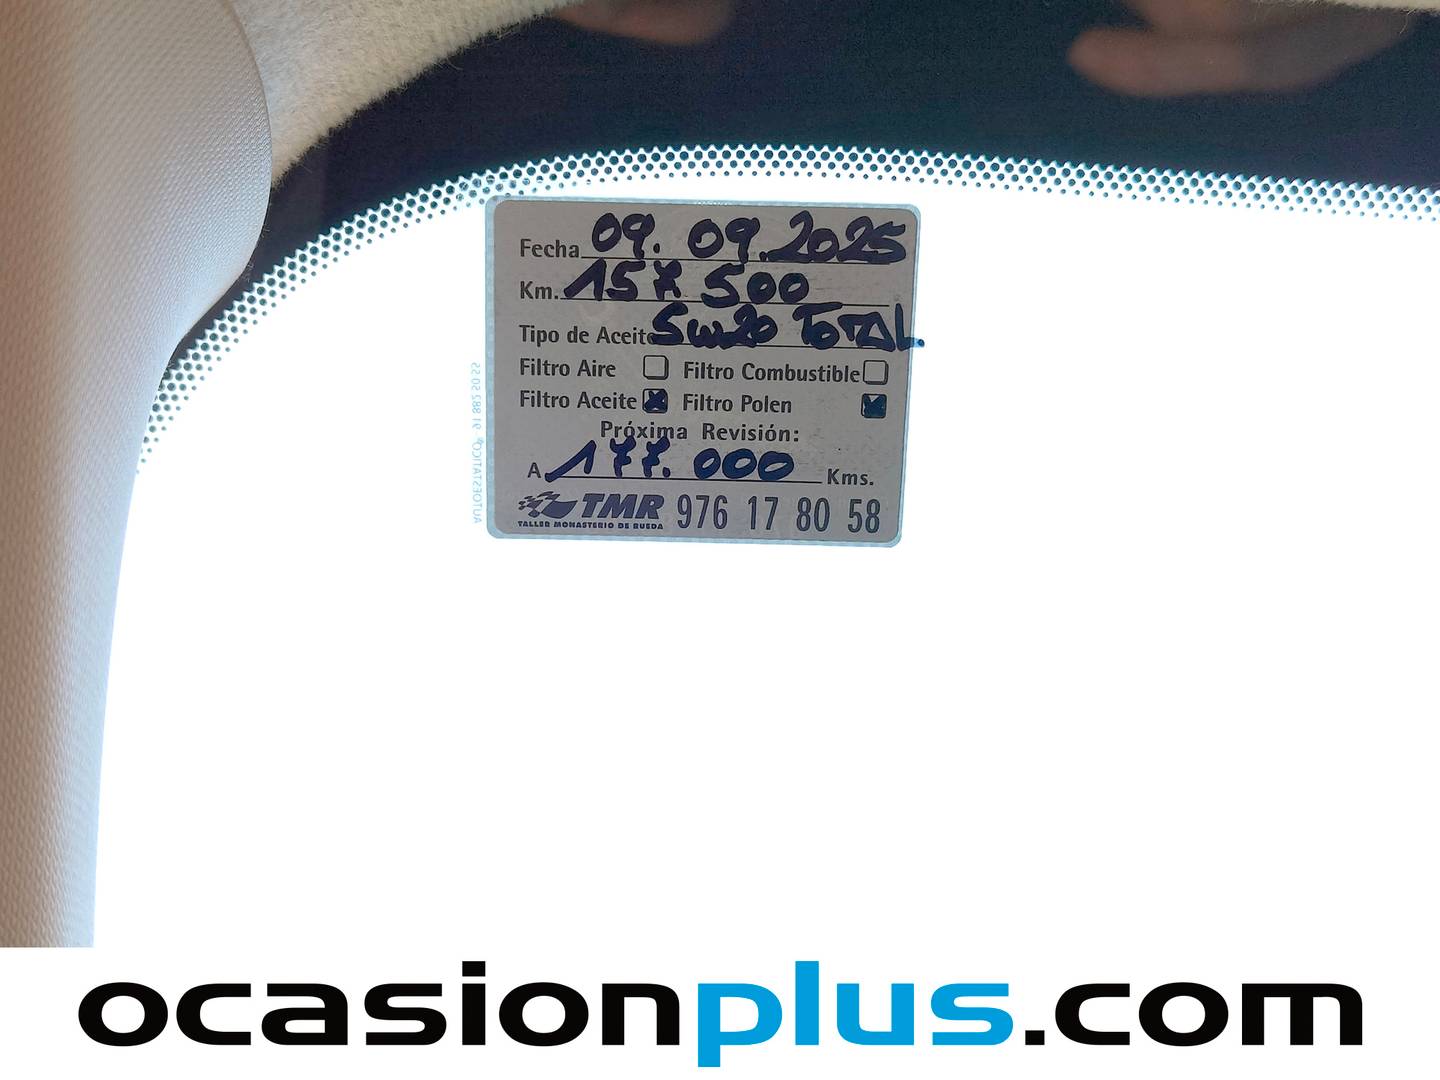 Fecha 09. 09.2025
Km. 157 500
Tipo de Aceite 5W20 TOTAL.
Filtro Aire Filtro Combustible
Filtro Aceite Filtro Polen
Próxima Revisión:
A 177.000 Kms.
TMR 976 17 80 58
TALLER MONASTERIO DE RUEDA
ocasionplus.com